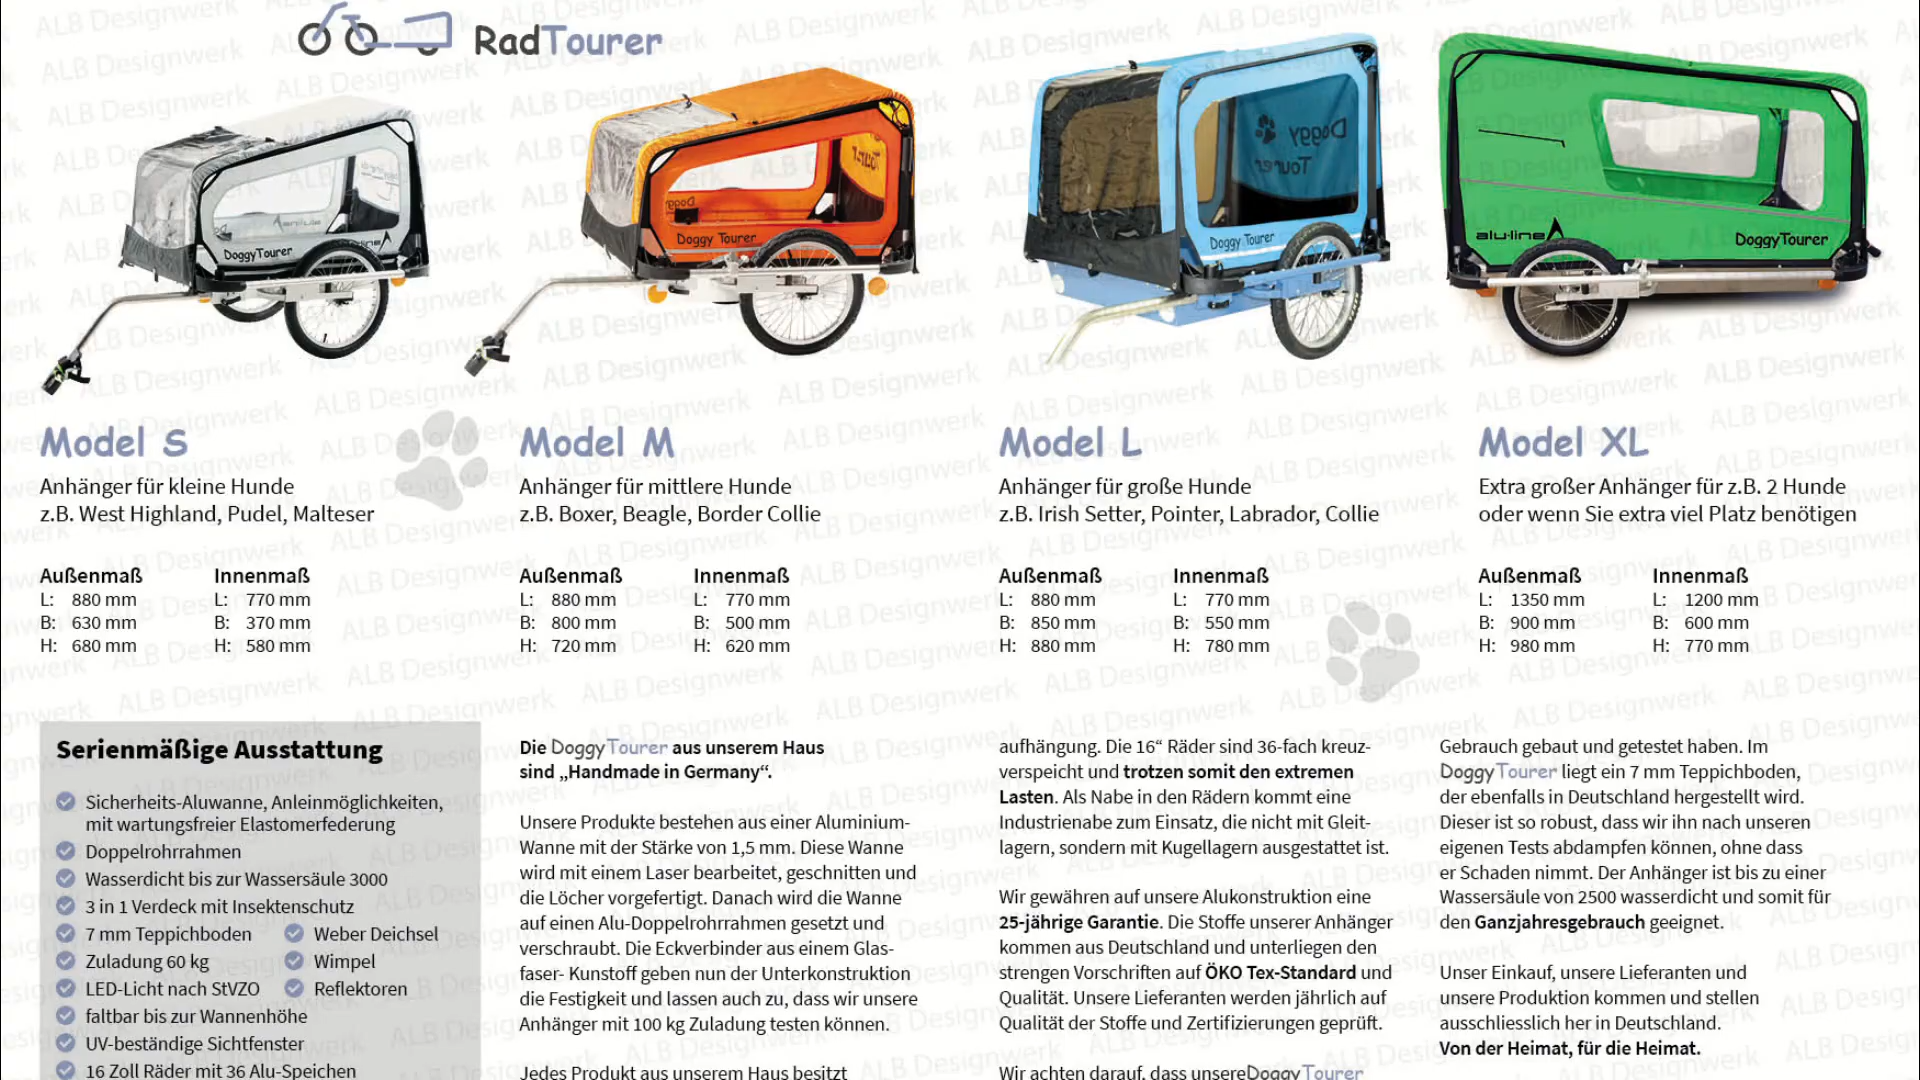 RadTourer
DoggyTourer
Doggy Tourer
Doggy Tourer
Doggy Tourer
alu-line
DoggyTourer
Model S
Anhänger für kleine Hunde
z.B. West Highland, Pudel, Malteser
Außenmaß Innenmaß
L: 880 mm L: 770 mm
B: 630 mm B: 370 mm
H: 680 mm H: 580 mm
Model M
Anhänger für mittlere Hunde
z.B. Boxer, Beagle, Border Collie
Außenmaß Innenmaß
L: 880 mm L: 770 mm
B: 800 mm B: 500 mm
H: 720 mm H: 620 mm
Model L
Anhänger für große Hunde
z.B. Irish Setter, Pointer, Labrador, Collie
Außenmaß Innenmaß
L: 880 mm L: 770 mm
B: 850 mm B: 550 mm
H: 880 mm H: 780 mm
Model XL
Extra großer Anhänger für z.B. 2 Hunde
oder wenn Sie extra viel Platz benötigen
Außenmaß Innenmaß
L: 1350 mm L: 1200 mm
B: 900 mm B: 600 mm
H: 980 mm H: 770 mm
Serienmäßige Ausstattung
Sicherheits-Aluwanne, Anleinmöglichkeiten,
mit wartungsfreier Elastomerfederung
Doppelrohrrahmen
Wasserdicht bis zur Wassersäule 3000
3 in 1 Verdeck mit Insektenschutz
7 mm Teppichboden Weber Deichsel
Zuladung 60 kg Wimpel
LED-Licht nach StVZO Reflektoren
faltbar bis zur Wannenhöhe
UV-beständige Sichtfenster
16 Zoll Räder mit 36 Alu-Speichen
Die DoggyTourer aus unserem Haus
sind „Handmade in Germany“.
Unsere Produkte bestehen aus einer Aluminium-
Wanne mit der Stärke von 1,5 mm. Diese Wanne
wird mit einem Laser bearbeitet, geschnitten und
die Löcher vorgefertigt. Danach wird die Wanne
auf einen Alu-Doppelrohrrahmen gesetzt und
verschraubt. Die Eckverbinder aus einem Glas-
faser- Kunstoff geben nun der Unterkonstruktion
die Festigkeit und lassen auch zu, dass wir unsere
Anhänger mit 100 kg Zuladung testen können.
Jedes Produkt aus unserem Haus besitzt
aufhängung. Die 16“ Räder sind 36-fach kreuz-
verspeicht und trotzen somit den extremen
Lasten. Als Nabe in den Rädern kommt eine
Industrienabe zum Einsatz, die nicht mit Gleit-
lagern, sondern mit Kugellagern ausgestattet ist.
Wir gewähren auf unsere Alukonstruktion eine
25-jährige Garantie. Die Stoffe unserer Anhänger
kommen aus Deutschland und unterliegen den
strengen Vorschriften auf ÖKO Tex-Standard und
Qualität. Unsere Lieferanten werden jährlich auf
Qualität der Stoffe und Zertifizierungen geprüft.
Wir achten darauf, dass unsereDoggyTourer
Gebrauch gebaut und getestet haben. Im
DoggyTourer liegt ein 7 mm Teppichboden,
der ebenfalls in Deutschland hergestellt wird.
Dieser ist so robust, dass wir ihn nach unseren
eigenen Tests abdampfen können, ohne dass
er Schaden nimmt. Der Anhänger ist bis zu einer
Wassersäule von 2500 wasserdicht und somit für
den Ganzjahresgebrauch geeignet.
Unser Einkauf, unsere Lieferanten und
unsere Produktion kommen und stellen
ausschliesslich her in Deutschland.
Von der Heimat, für die Heimat.
ALB Designwerk